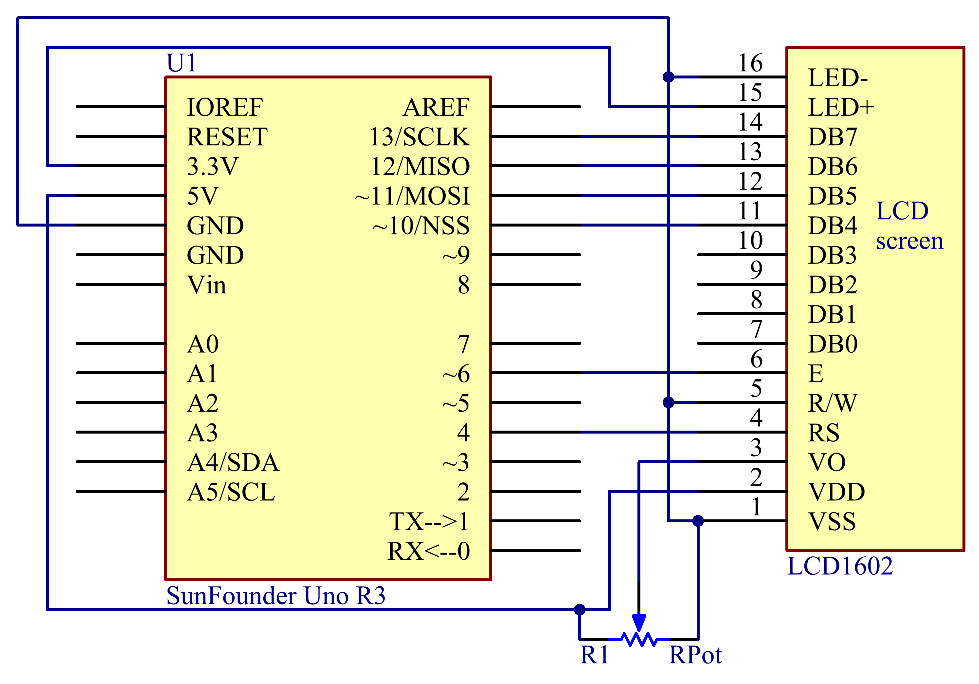 U1
IOREF
RESET
3.3V
5V
GND
GND
Vin
A0
A1
A2
A3
A4/SDA
A5/SCL
AREF
13/SCLK
12/MISO
~11/MOSI
~10/NSS
~9
8
7
~6
~5
4
~3
2
TX-->1
RX<--0
SunFounder Uno R3
16 LED-
15 LED+
14 DB7
13 DB6
12 DB5
11 DB4
10 DB3
9 DB2
8 DB1
7 DB0
6 E
5 R/W
4 RS
3 VO
2 VDD
1 VSS
LCD
screen
LCD1602
R1 RPot